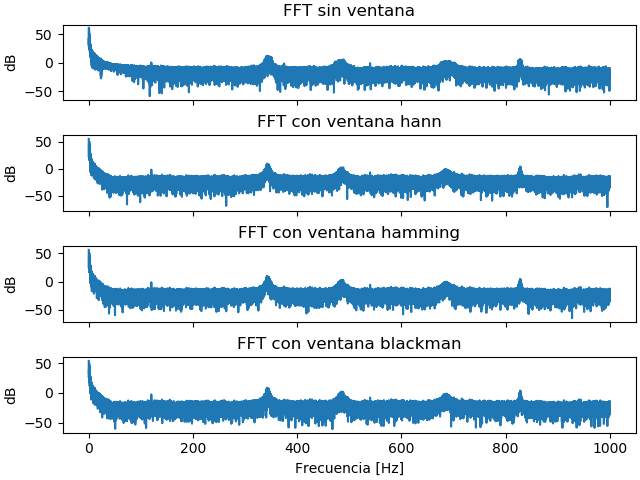 FFT sin ventana
50
0
−50
dB
FFT con ventana hann
50
0
−50
dB
FFT con ventana hamming
50
0
−50
dB
FFT con ventana blackman
50
0
−50
dB
0 200 400 600 800 1000
Frecuencia [Hz]